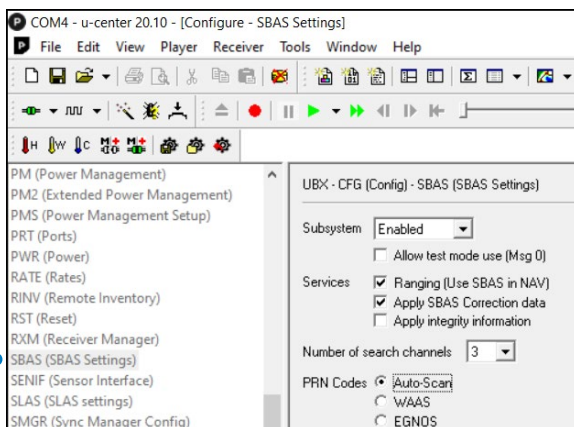 COM4 - u-center 20.10 - [Configure - SBAS Settings]
File Edit View Player Receiver Tools Window Help
H W C
PM (Power Management)
PM2 (Extended Power Management)
PMS (Power Management Setup)
PRT (Ports)
PWR (Power)
RATE (Rates)
RINV (Remote Inventory)
RST (Reset)
RXM (Receiver Manager)
SBAS (SBAS Settings)
SENIF (Sensor Interface)
SLAS (SLAS settings)
SMGR (Sync Manager Config)
UBX - CFG (Config) - SBAS (SBAS Settings)
Subsystem Enabled
Allow test mode use (Msg 0)
Services Ranging (Use SBAS in NAV)
Apply SBAS Correction data
Apply integrity information
Number of search channels 3
PRN Codes Auto-Scan
WAAS
EGNOS